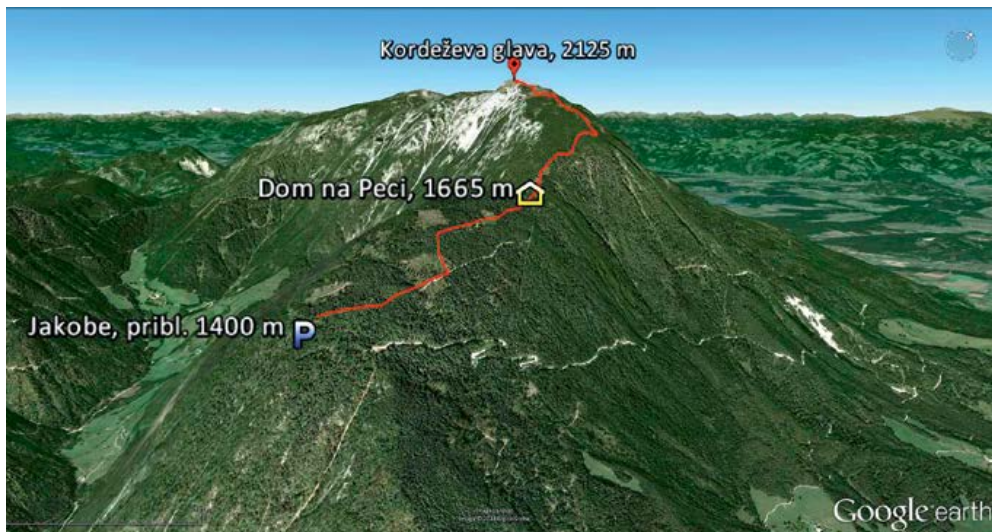 Kordeževa glava, 2125 m
Dom na Peci, 1665 m
Jakobe, pribl. 1400 m
P
Google earth